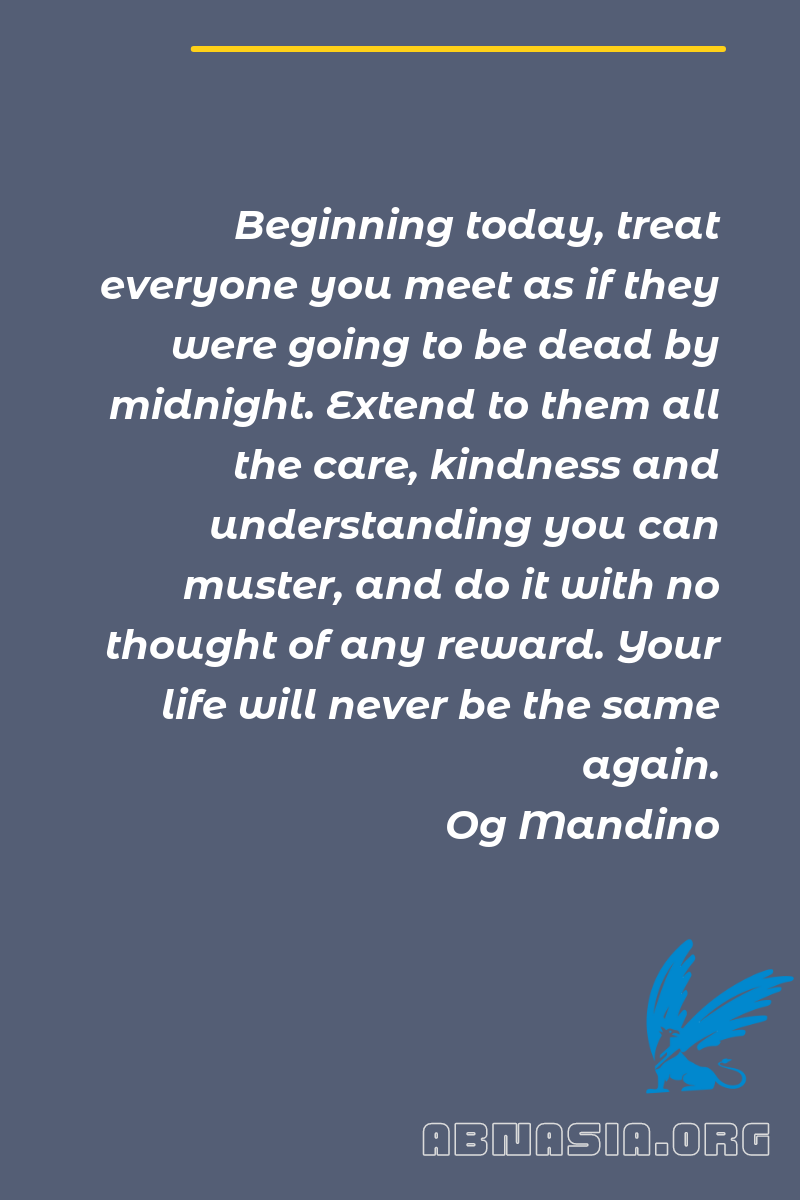 Beginning today, treat
everyone you meet as if they
were going to be dead by
midnight. Extend to them all
the care, kindness and
understanding you can
muster, and do it with no
thought of any reward. Your
life will never be the same
again.
Og Mandino
ABNASIA.ORG